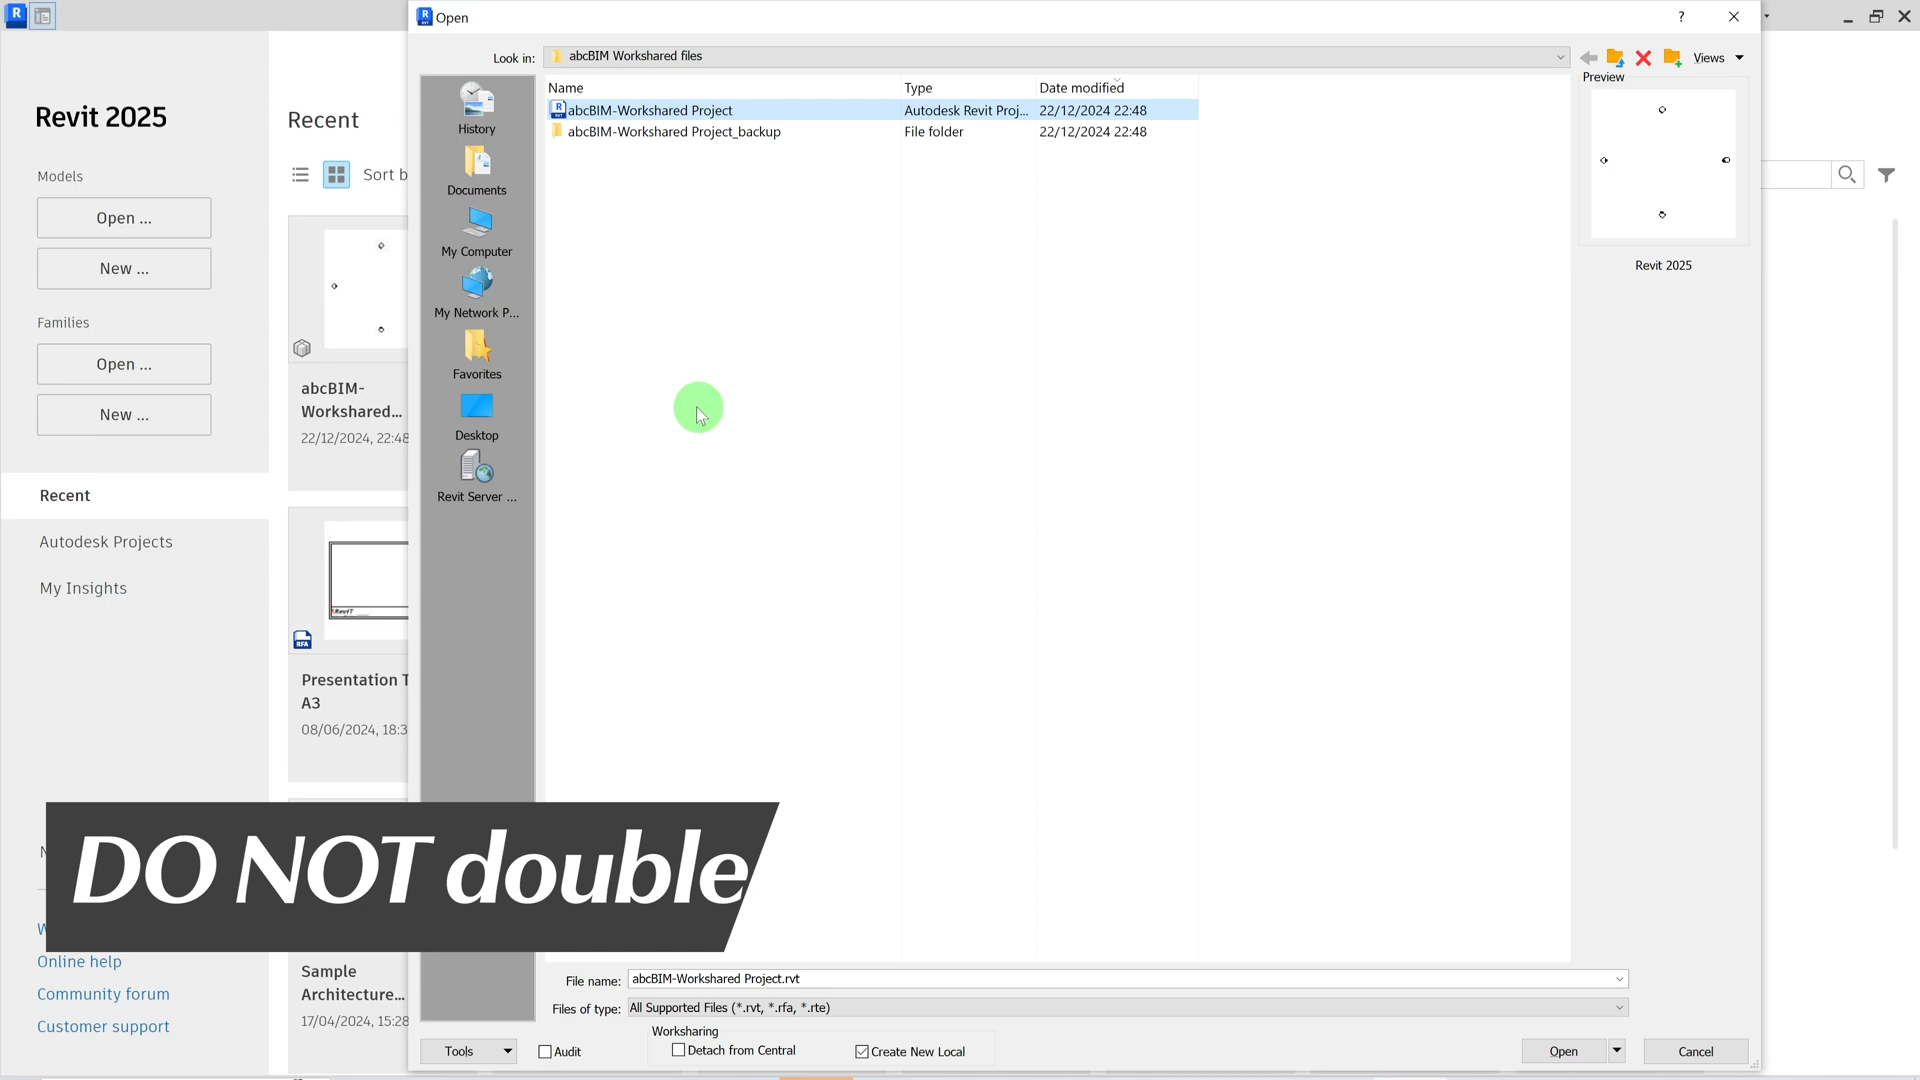 Open
Look in:
abcBIM Workshared files
Views
Preview
Name
Type
Date modified
abcBIM-Workshared Project
Autodesk Revit Proj...
22/12/2024 22:48
abcBIM-Workshared Project_backup
File folder
22/12/2024 22:48
History
Documents
My Computer
My Network P...
Favorites
Desktop
Revit Server ...
Revit 2025
Revit 2025
Models
Open ...
New ...
Families
Open ...
New ...
Recent
Autodesk Projects
My Insights
Online help
Community forum
Customer support
Recent
Sort b
abcBIM-
Workshared...
22/12/2024, 22:48
Presentation T
A3
08/06/2024, 18:3
Sample
Architecture...
17/04/2024, 15:28
DO NOT double
File name:
abcBIM-Workshared Project.rvt
Files of type:
All Supported Files (*.rvt, *.rfa, *.rte)
Worksharing
Tools
Audit
Detach from Central
Create New Local
Open
Cancel